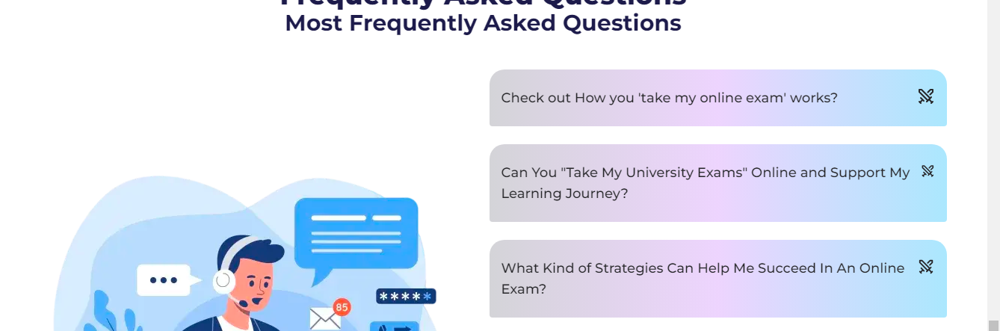 Frequently Asked Questions
Most Frequently Asked Questions
Check out How you 'take my online exam' works?
Can You "Take My University Exams" Online and Support My
Learning Journey?
What Kind of Strategies Can Help Me Succeed In An Online
Exam?
*****
85